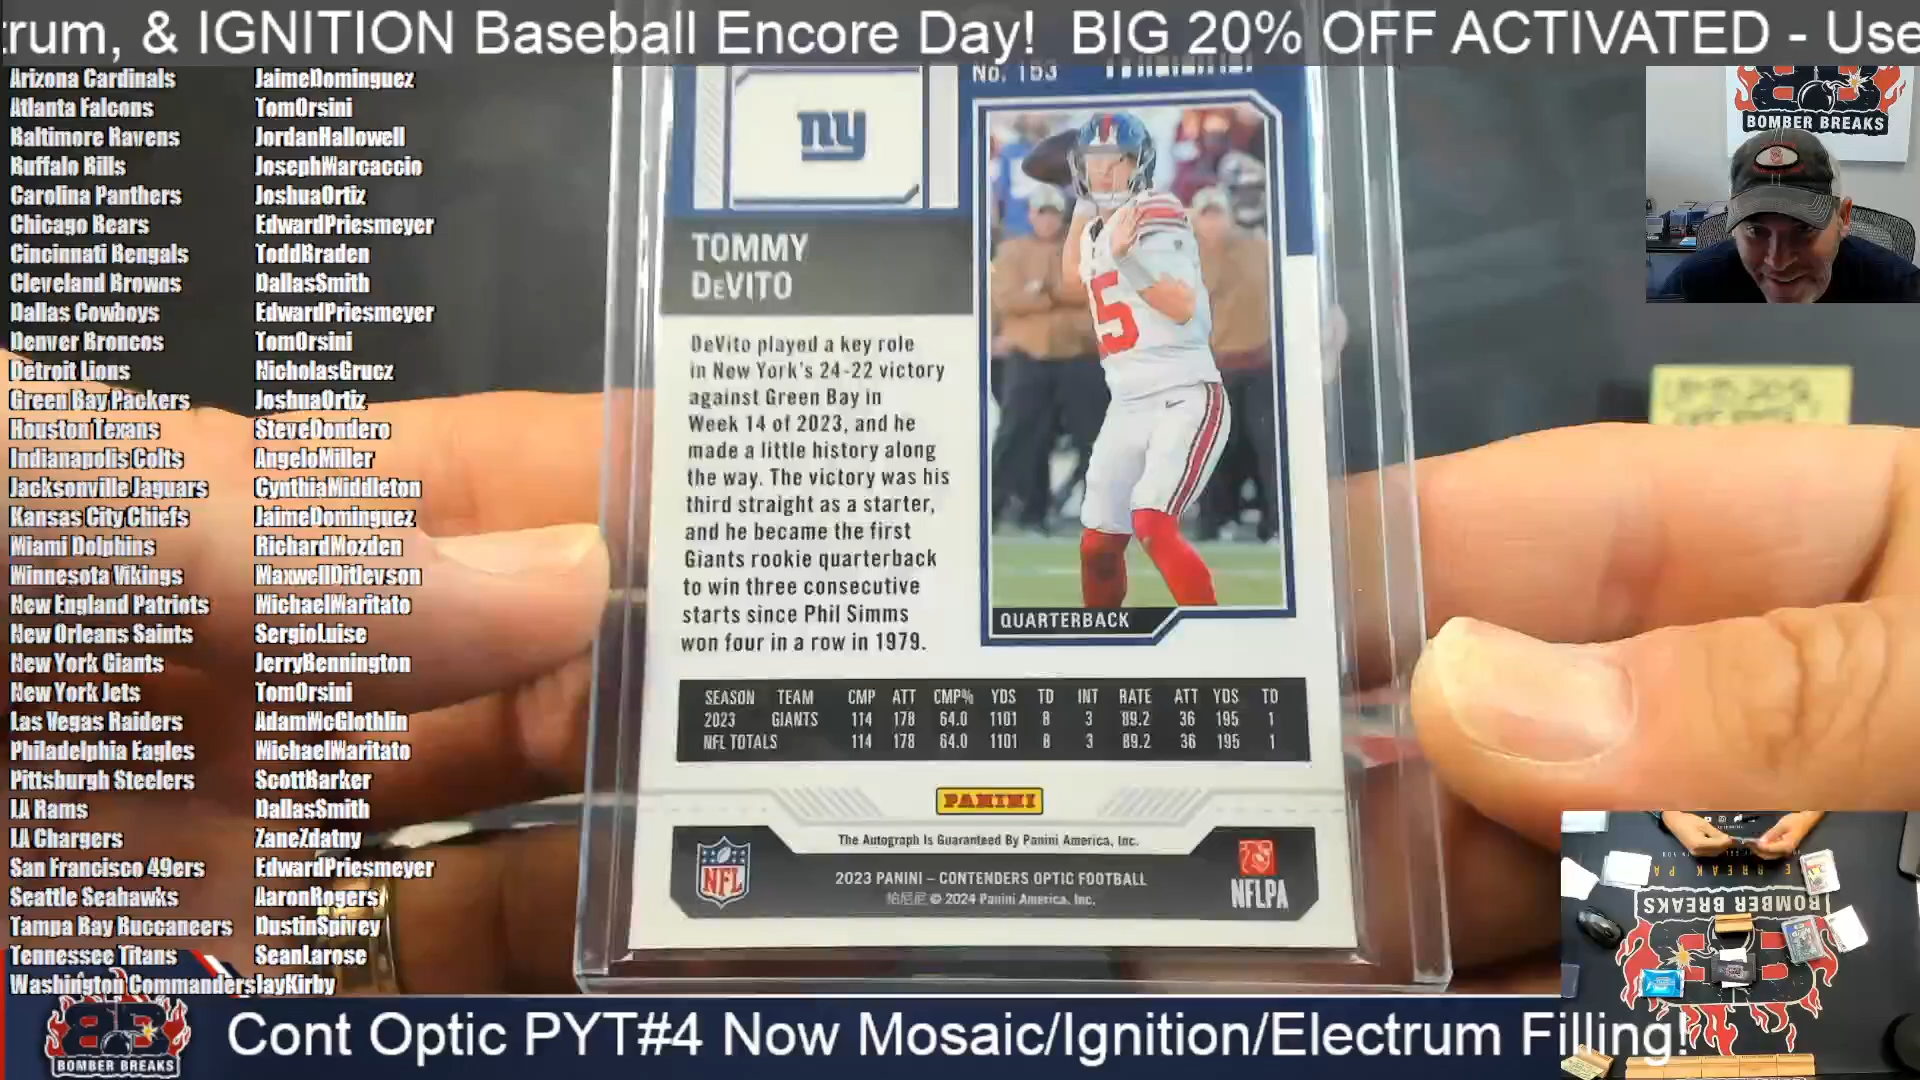 rum, & IGNITION Baseball Encore Day! BIG 20% OFF ACTIVATED - Use
Arizona Cardinals JaimeDominguez
Atlanta Falcons TomOrsini
Baltimore Ravens JordanHallowell
Buffalo Bills JosephMarcaccio
Carolina Panthers JoshuaOrtiz
Chicago Bears EdwardPriesmeyer
Cincinnati Bengals ToddBraden
Cleveland Browns DallasSmith
Dallas Cowboys EdwardPriesmeyer
Denver Broncos TomOrsini
Detroit Lions NicholasGrucz
Green Bay Packers JoshuaOrtiz
Houston Texans SteveDondero
Indianapolis Colts AngeloMiller
Jacksonville Jaguars CynthiaMiddleton
Kansas City Chiefs JaimeDominguez
Miami Dolphins RichardMozden
Minnesota Vikings MaxwellDitlevson
New England Patriots MichaelMaritato
New Orleans Saints SergioLuise
New York Giants JerryBennington
New York Jets TomOrsini
Las Vegas Raiders AdamMcGlothlin
Philadelphia Eagles MichaelMaritato
Pittsburgh Steelers ScottBarker
LA Rams DallasSmith
LA Chargers ZaneZdatny
San Francisco 49ers EdwardPriesmeyer
Seattle Seahawks AaronRogers
Tampa Bay Buccaneers DustinSpivey
Tennessee Titans SeanLarose
Washington Commanders JayKirby
No. 153
ny
TOMMY
DeVITO
DeVito played a key role
in New York's 24-22 victory
against Green Bay in
Week 14 of 2023, and he
made a little history along
the way. The victory was his
third straight as a starter,
and he became the first
Giants rookie quarterback
to win three consecutive
starts since Phil Simms
won four in a row in 1979.
QUARTERBACK
SEASON TEAM CMP ATT CMP% YDS TD INT RATE ATT YDS TD
2023 GIANTS 114 178 64.0 1101 8 3 89.2 36 195 1
NFL TOTALS 114 178 64.0 1101 8 3 89.2 36 195 1
PANINI
The Autograph Is Guaranteed By Panini America, Inc.
2023 PANINI – CONTENDERS OPTIC FOOTBALL
帕尼尼 © 2024 Panini America, Inc.
NFL
NFLPA
BOMBER BREAKS
BOMBER BREAKS
BOMBER BREAKS
Cont Optic PYT#4 Now Mosaic/Ignition/Electrum Filling!